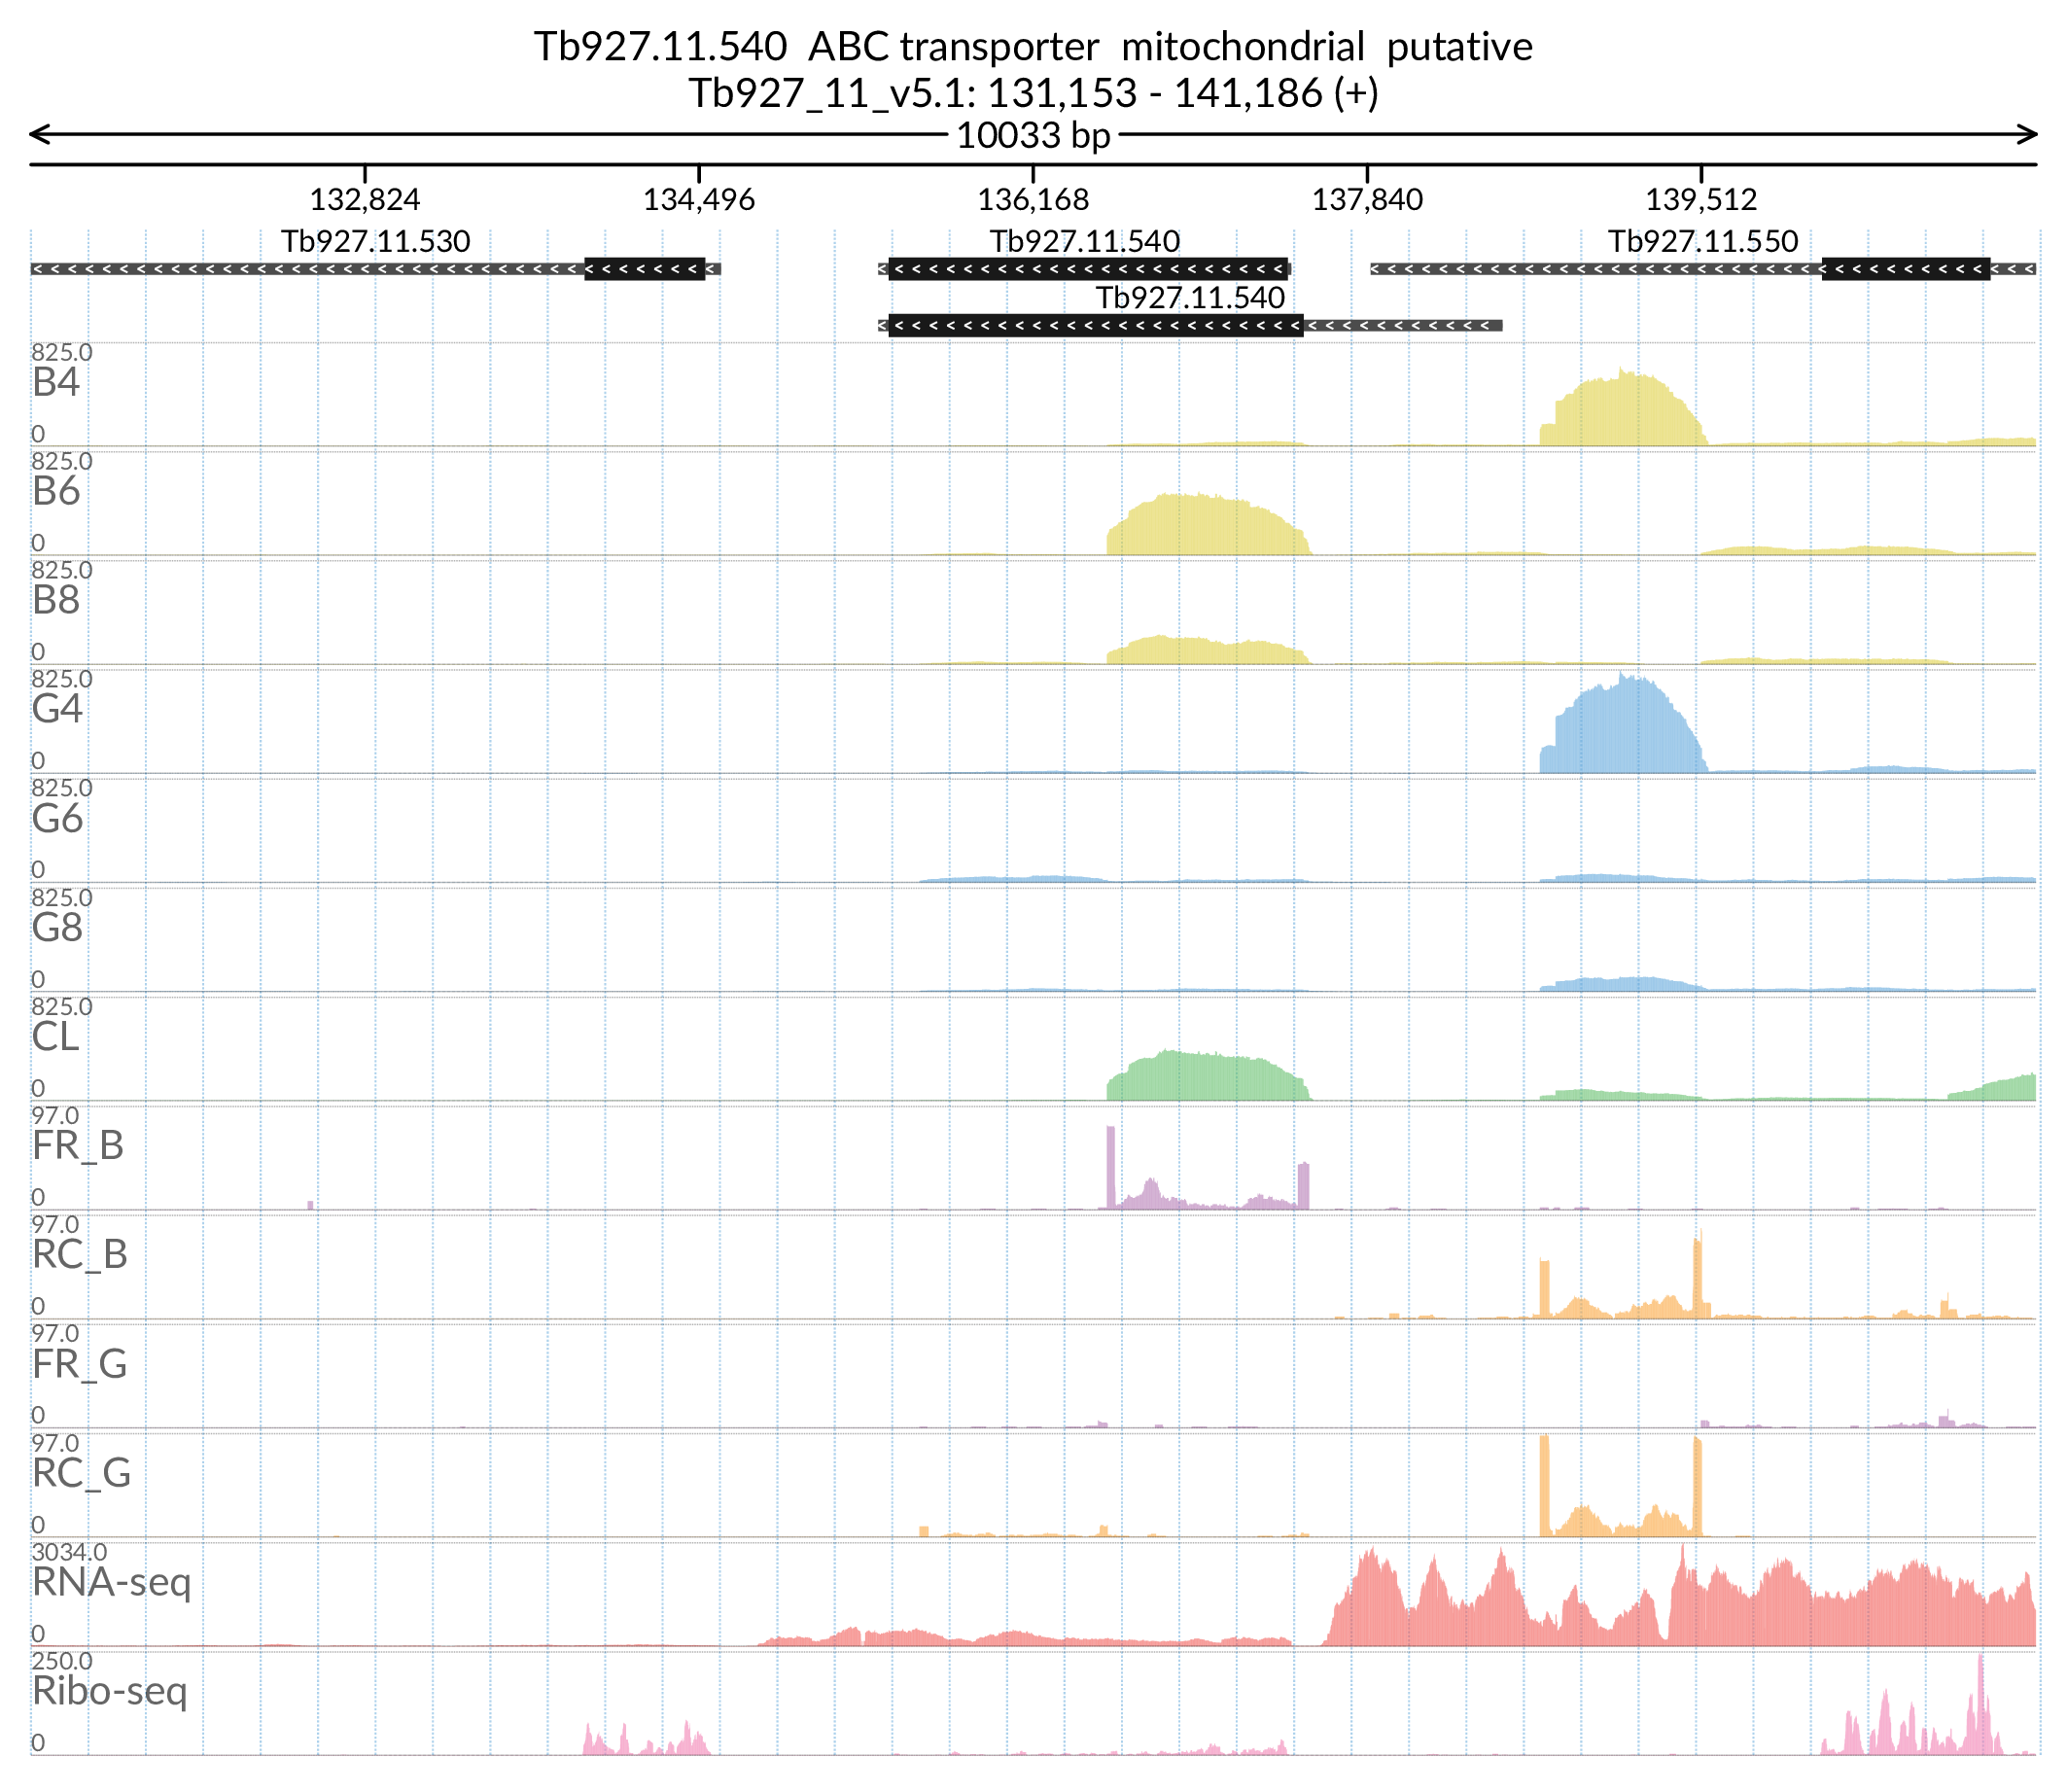 Tb927.11.540 ABC transporter mitochondrial putative
Tb927_11_v5.1: 131,153 - 141,186 (+)
10033 bp
132,824 134,496 136,168 137,840 139,512
Tb927.11.530 Tb927.11.540 Tb927.11.550
Tb927.11.540
825.0
B4
0
825.0
B6
0
825.0
B8
0
825.0
G4
0
825.0
G6
0
825.0
G8
0
825.0
CL
0
97.0
FR_B
0
97.0
RC_B
0
97.0
FR_G
0
97.0
RC_G
0
3034.0
RNA-seq
0
250.0
Ribo-seq
0